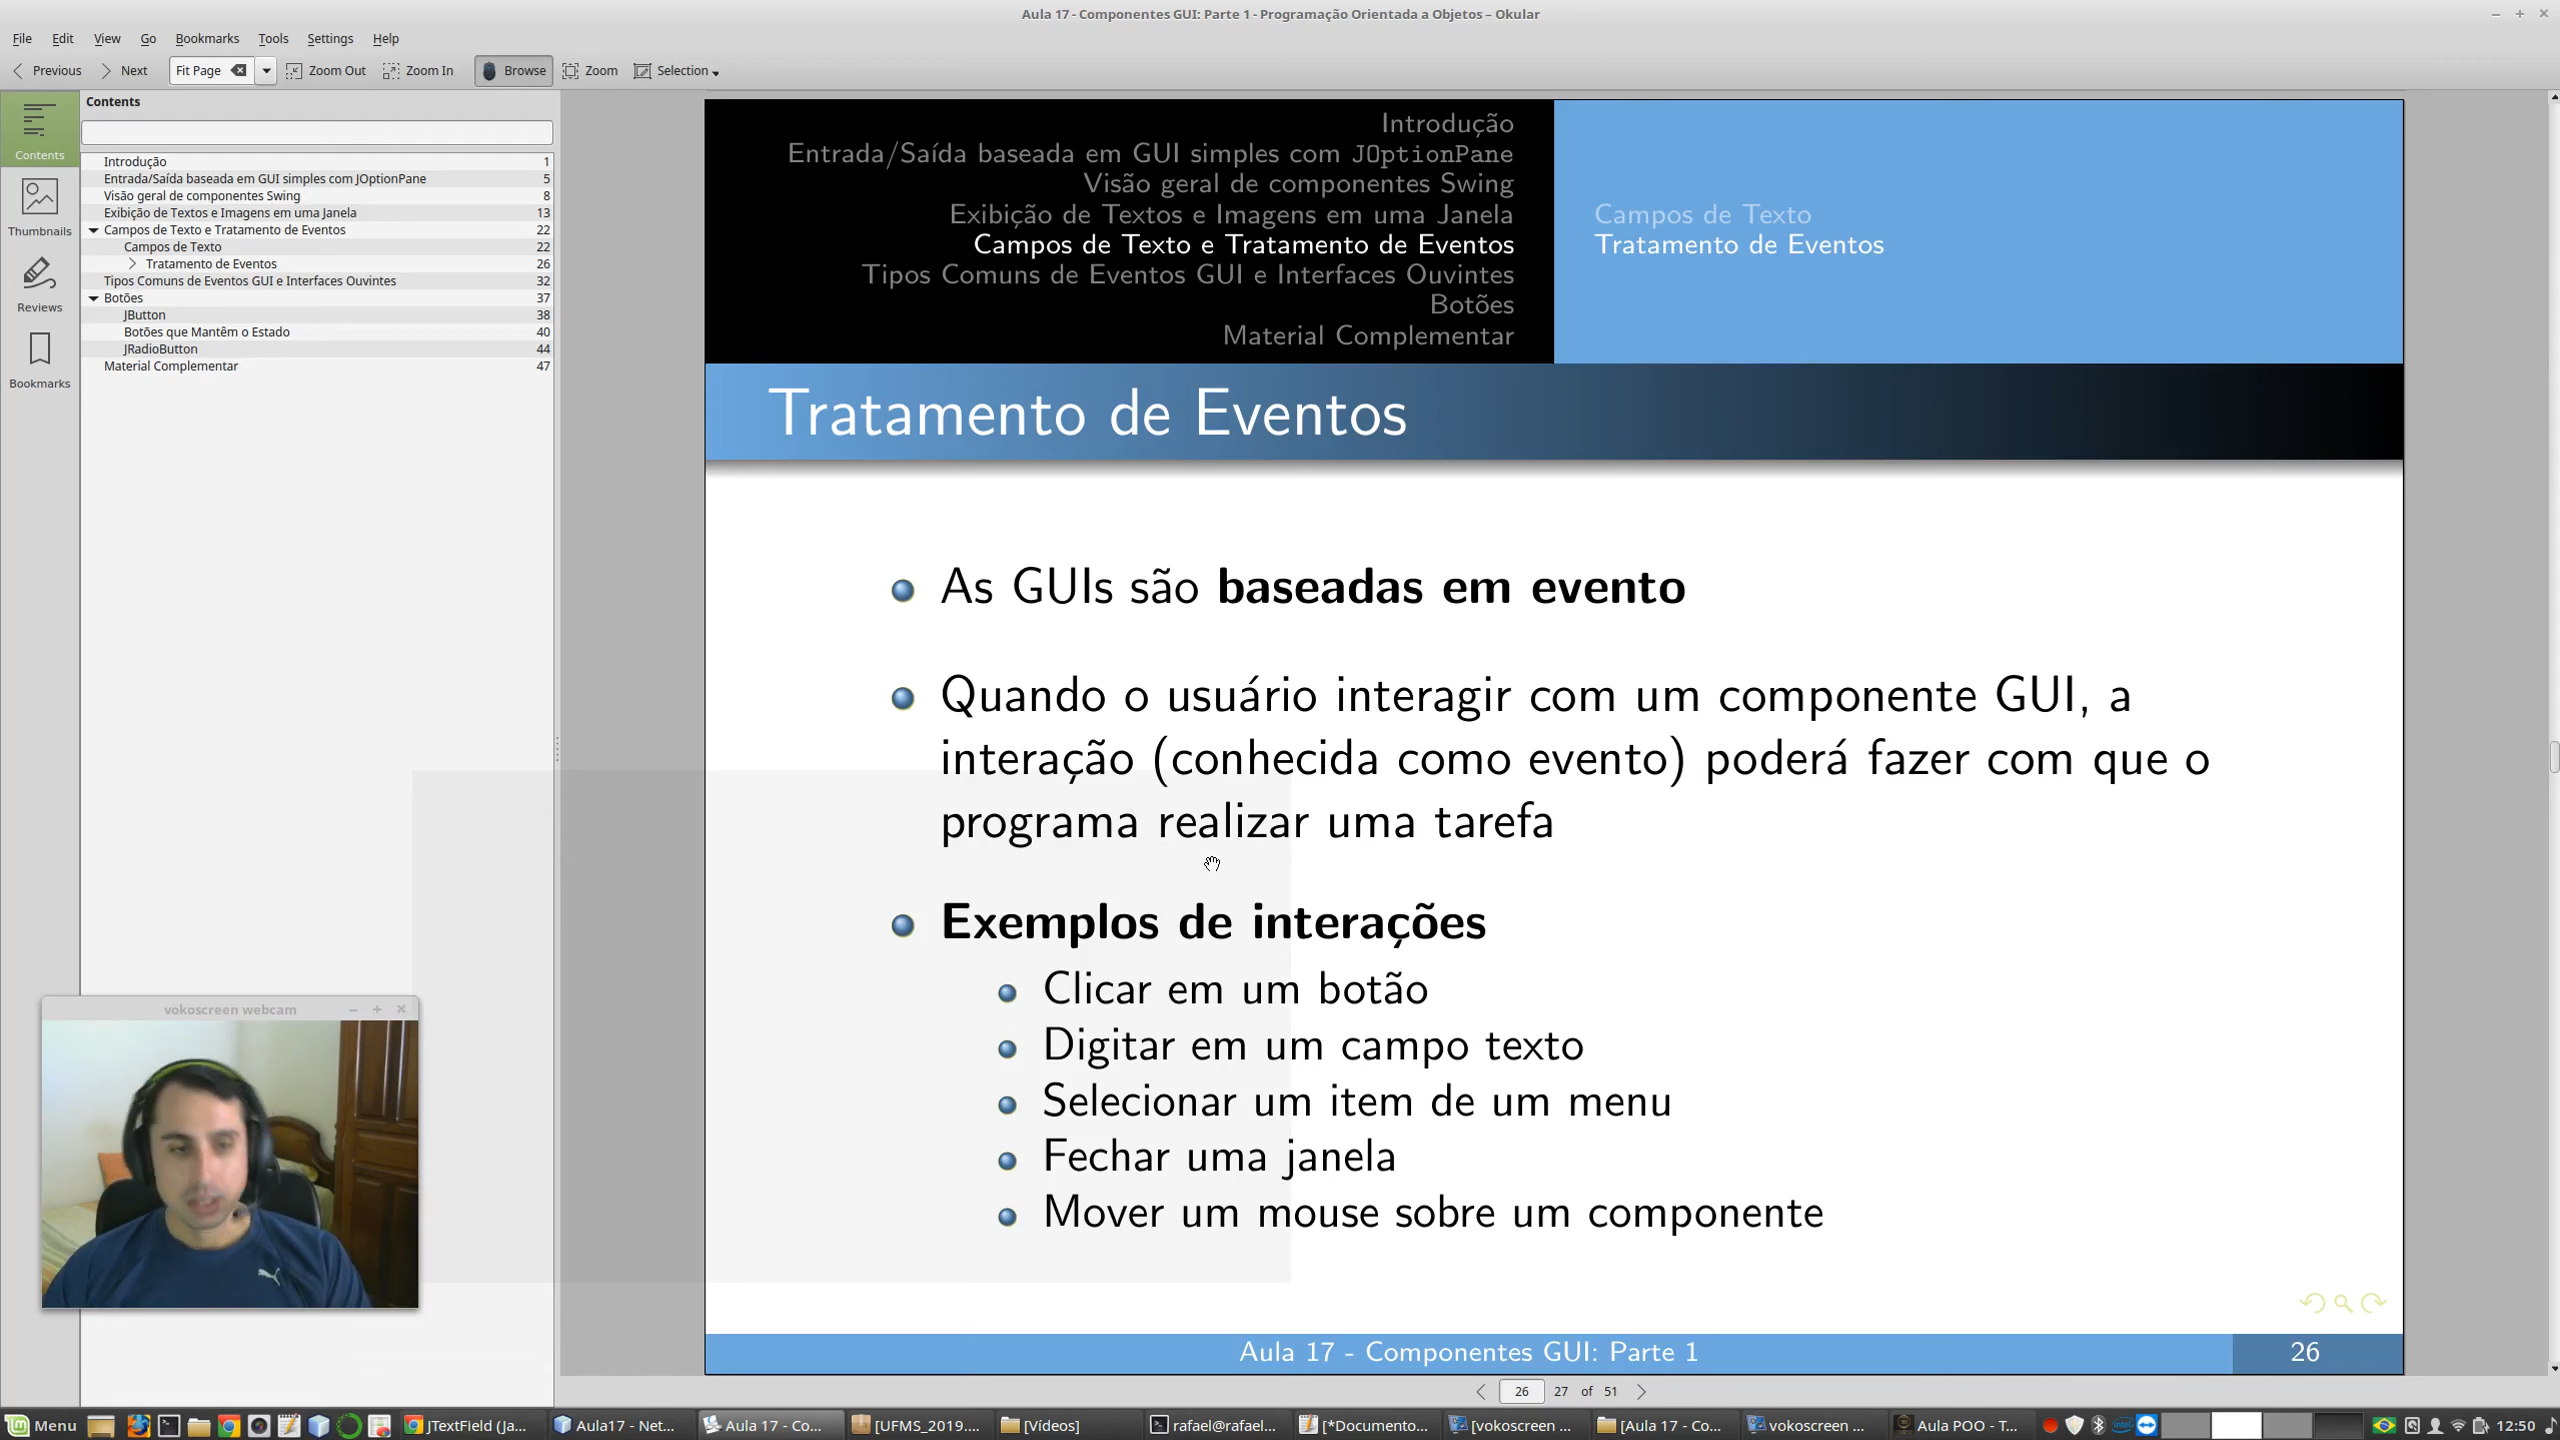 Aula 17 - Componentes GUI: Parte 1 - Programação Orientada a Objetos – Okular
File Edit View Go Bookmarks Tools Settings Help
Previous Next Fit Page Zoom Out Zoom In Browse Zoom Selection
Contents
Contents
Thumbnails
Reviews
Bookmarks
Introdução 1
Entrada/Saída baseada em GUI simples com JOptionPane 5
Visão geral de componentes Swing 8
Exibição de Textos e Imagens em uma Janela 13
Campos de Texto e Tratamento de Eventos 22
Campos de Texto 22
Tratamento de Eventos 26
Tipos Comuns de Eventos GUI e Interfaces Ouvintes 32
Botões 37
JButton 38
Botões que Mantêm o Estado 40
JRadioButton 44
Material Complementar 47
Introdução
Entrada/Saída baseada em GUI simples com JOptionPane
Visão geral de componentes Swing
Exibição de Textos e Imagens em uma Janela
Campos de Texto e Tratamento de Eventos
Tipos Comuns de Eventos GUI e Interfaces Ouvintes
Botões
Material Complementar
Campos de Texto
Tratamento de Eventos
Tratamento de Eventos
As GUIs são baseadas em evento
Quando o usuário interagir com um componente GUI, a
interação (conhecida como evento) poderá fazer com que o
programa realizar uma tarefa
Exemplos de interações
Clicar em um botão
Digitar em um campo texto
Selecionar um item de um menu
Fechar uma janela
Mover um mouse sobre um componente
Aula 17 - Componentes GUI: Parte 1 26
vokoscreen webcam
26 27 of 51
Menu JTextField (Ja... Aula17 - Net... Aula 17 - Co... [UFMS_2019.... [Vídeos] rafael@rafael... [*Documento... [vokoscreen ... [Aula 17 - Co... vokoscreen ... Aula POO - T... 12:50